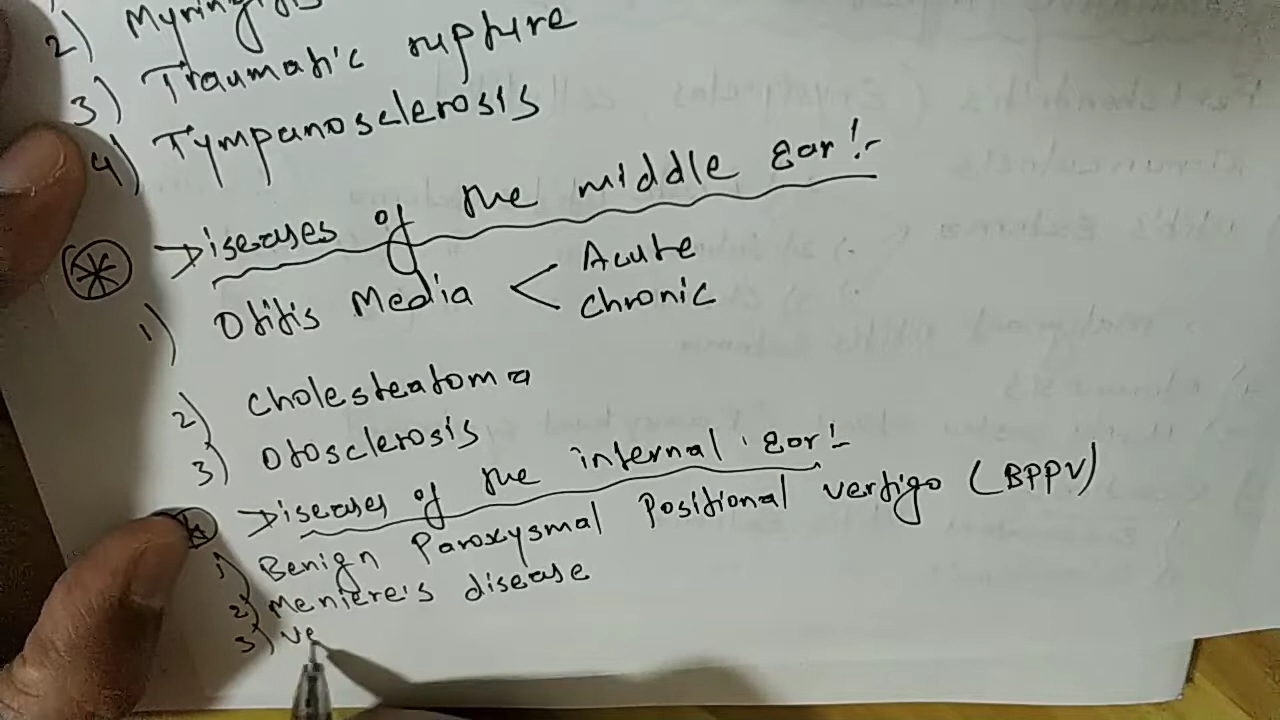 2) Myringitis
3) Traumatic rupture
4) Tympanosclerosis
Diseases of the middle ear:-
1) Otitis Media < Acute
Chronic
2) Cholesteatoma
3) Otosclerosis
Diseases of the internal ear:-
1) Benign Paroxysmal Positional vertigo (BPPV)
2) Meniere's disease
3) Ve